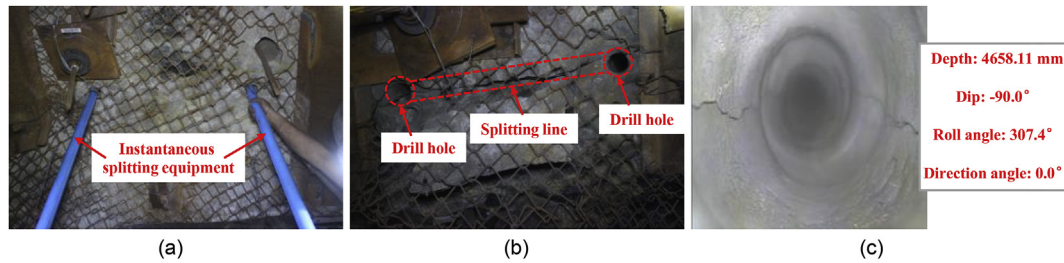 Instantaneous
splitting equipment
(a)
Drill hole
Splitting line
Drill hole
(b)
Depth: 4658.11 mm
Dip: -90.0°
Roll angle: 307.4°
Direction angle: 0.0°
(c)